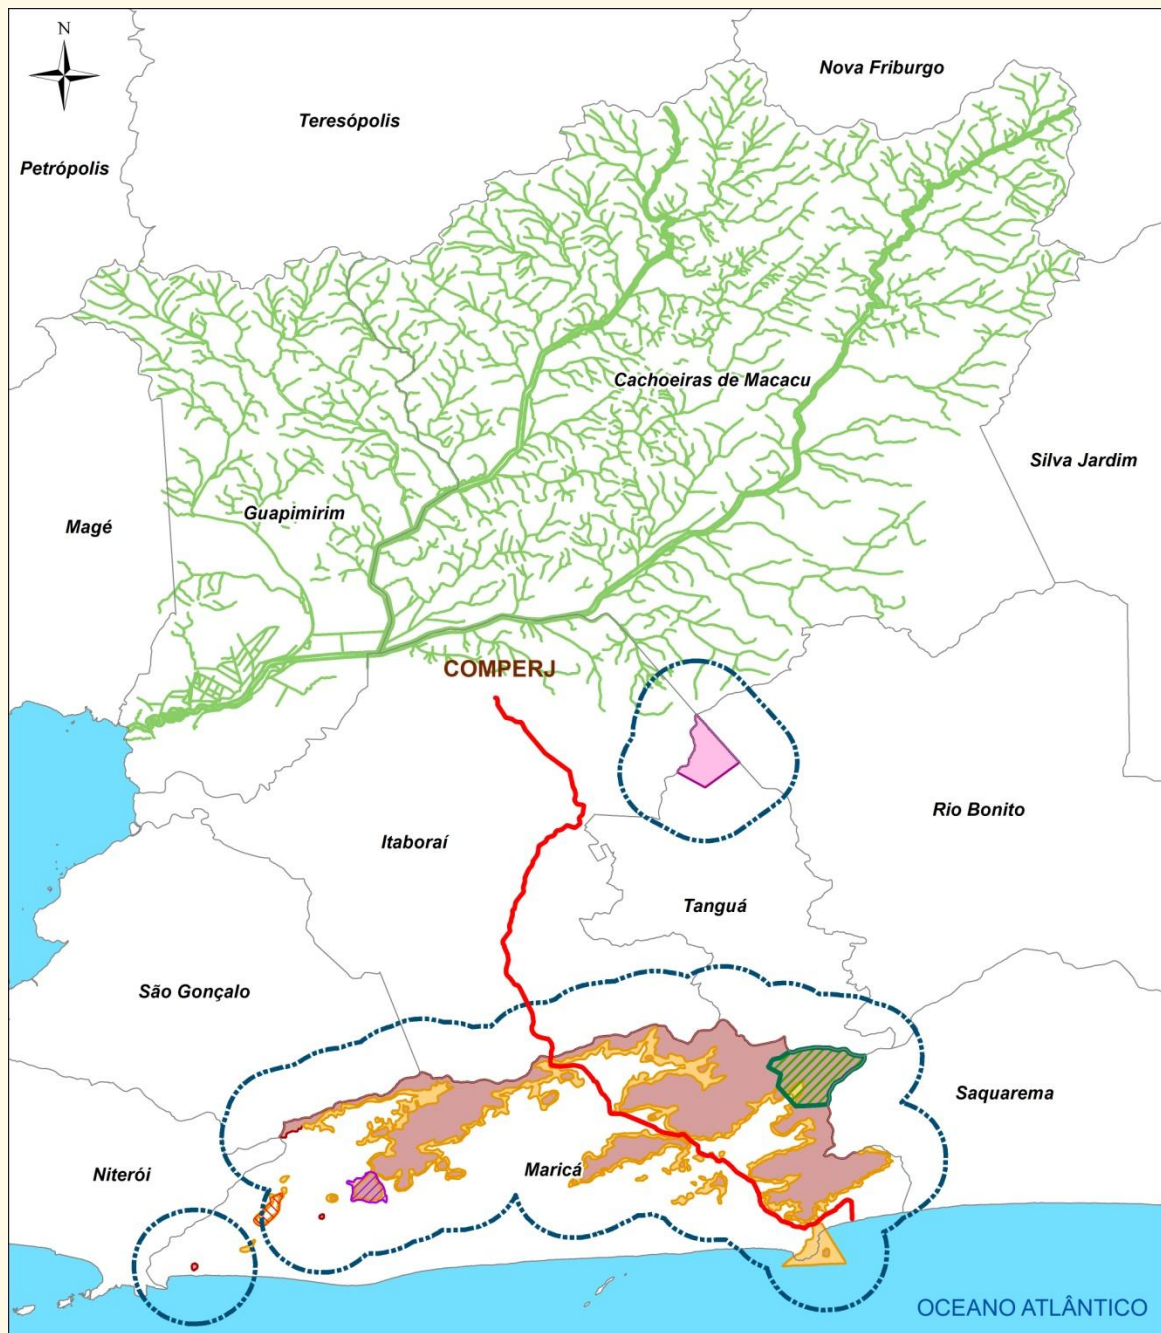 N
Nova Friburgo
Teresópolis
Petrópolis
Cachoeiras de Macacu
Silva Jardim
Guapimirim
Magé
COMPERJ
Rio Bonito
Itaboraí
Tanguá
São Gonçalo
Saquarema
Niterói
Maricá
OCEANO ATLÂNTICO